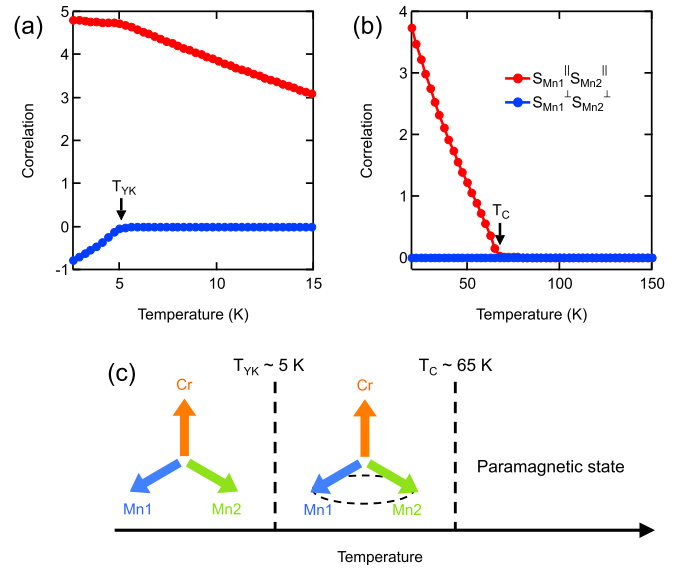 (a)
5
4
3
2
1
0
-1
Correlation
T_YK
5
10
15
Temperature (K)
(b)
4
3
2
1
0
Correlation
S_Mn1^∥ S_Mn2^∥
S_Mn1^⊥ S_Mn2^⊥
T_C
50
100
150
Temperature (K)
(c)
T_YK ~ 5 K
T_C ~ 65 K
Cr
Cr
Paramagnetic state
Mn1
Mn2
Mn1
Mn2
Temperature